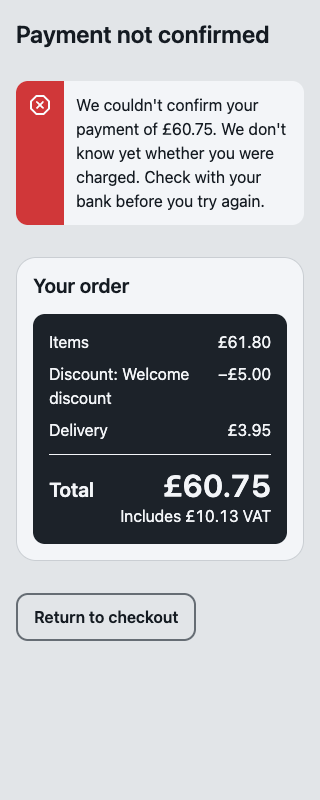 Payment not confirmed
We couldn't confirm your
payment of £60.75. We don't
know yet whether you were
charged. Check with your
bank before you try again.
Your order
Items £61.80
Discount: Welcome discount −£5.00
Delivery £3.95
Total £60.75
Includes £10.13 VAT
Return to checkout